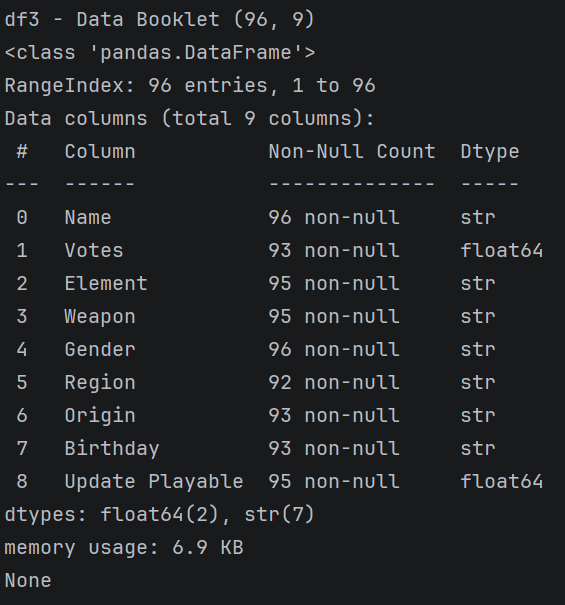 df3 - Data Booklet (96, 9)
<class 'pandas.DataFrame'>
RangeIndex: 96 entries, 1 to 96
Data columns (total 9 columns):
 #   Column           Non-Null Count  Dtype
---  ------           --------------  -----
 0   Name             96 non-null     str
 1   Votes            93 non-null     float64
 2   Element          95 non-null     str
 3   Weapon           95 non-null     str
 4   Gender           96 non-null     str
 5   Region           92 non-null     str
 6   Origin           93 non-null     str
 7   Birthday         93 non-null     str
 8   Update Playable  95 non-null     float64
dtypes: float64(2), str(7)
memory usage: 6.9 KB
None